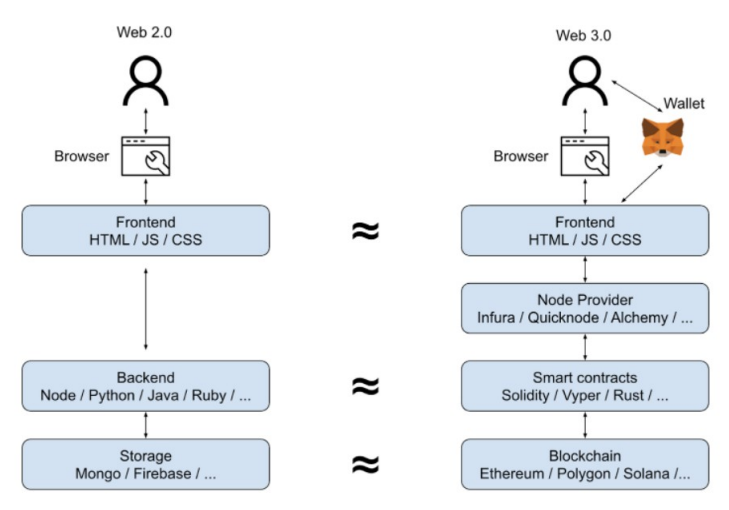 Web 2.0
Browser
Frontend
HTML / JS / CSS
Backend
Node / Python / Java / Ruby / ...
Storage
Mongo / Firebase / ...
≈
≈
≈
Web 3.0
Wallet
Browser
Frontend
HTML / JS / CSS
Node Provider
Infura / Quicknode / Alchemy / ...
Smart contracts
Solidity / Vyper / Rust / ...
Blockchain
Ethereum / Polygon / Solana /...